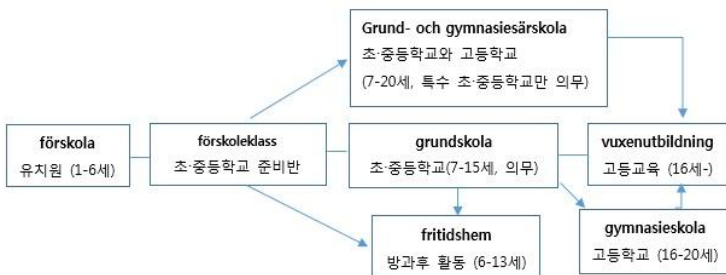 Grund- och gymnasiesärskola
초·중등학교와 고등학교
(7-20세, 특수 초·중등학교만 의무)
förskola
유치원 (1-6세)
förskoleklass
초·중등학교 준비반
grundskola
초·중등학교(7-15세, 의무)
vuxenutbildning
고등교육 (16세-)
fritidshem
방과후 활동 (6-13세)
gymnasieskola
고등학교 (16-20세)